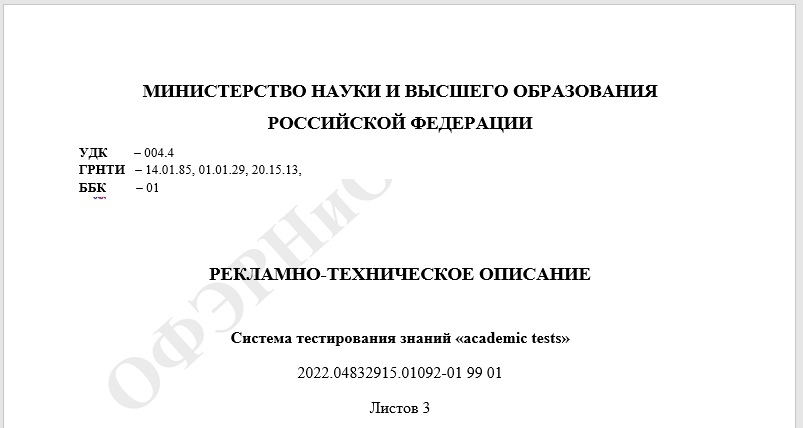 МИНИСТЕРСТВО НАУКИ И ВЫСШЕГО ОБРАЗОВАНИЯ
РОССИЙСКОЙ ФЕДЕРАЦИИ
УДК – 004.4
ГРНТИ – 14.01.85, 01.01.29, 20.15.13,
ББК – 01
ОФЭРНиО
РЕКЛАМНО-ТЕХНИЧЕСКОЕ ОПИСАНИЕ
Система тестирования знаний «academic tests»
2022.04832915.01092-01 99 01
Листов 3